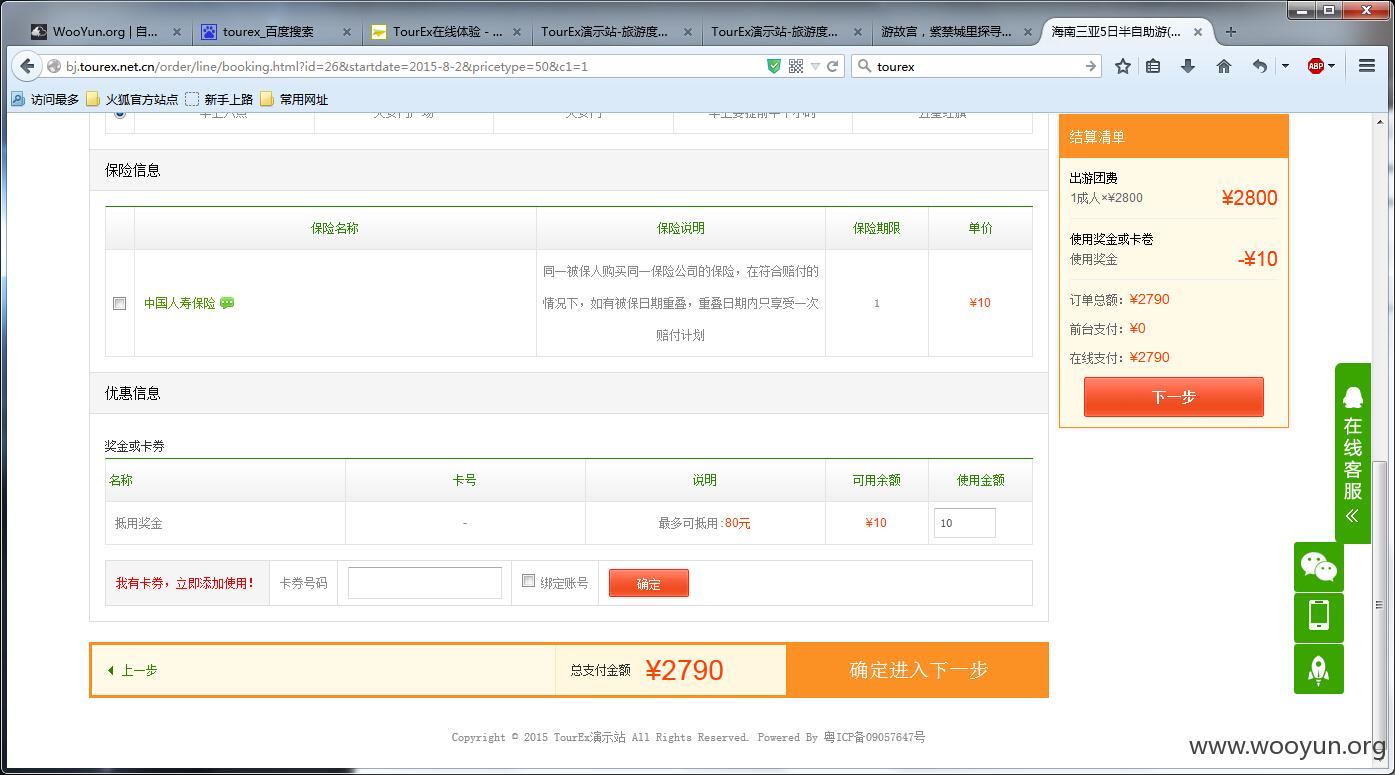 WooYun.org | 自...
tourex_百度搜索
TourEx在线体验 - ...
TourEx演示站-旅游度...
TourEx演示站-旅游度...
游故言，紫禁城里探寻...
海南三亚5日半自助游(...
bj.tourex.net.cn/order/line/booking.html?id=26&startdate=2015-8-2&pricetype=50&c1=1
tourex
ABP
访问最多
火狐官方站点
新手上路
常用网址
保险信息
保险名称
保险说明
保险期限
单价
中国人寿保险
同一被保人购买同一保险公司的保险，在符合赔付的
情况下，如有被保日期重叠，重叠日期内只享受一次
赔付计划
1
¥10
优惠信息
奖金或卡券
名称
卡号
说明
可用余额
使用金额
抵用奖金
-
最多可抵用:80元
¥10
10
我有卡券，立即添加使用！
卡券号码
绑定账号
确定
上一步
总支付金额
¥2790
确定进入下一步
结算清单
出游团费
1成人×¥2800
¥2800
使用奖金或卡卷
使用奖金
-¥10
订单总额：¥2790
前台支付：¥0
在线支付：¥2790
下一步
在线客服
Copyright © 2015 TourEx演示站 All Rights Reserved. Powered By 粤ICP备09057647号
www.wooyun.org